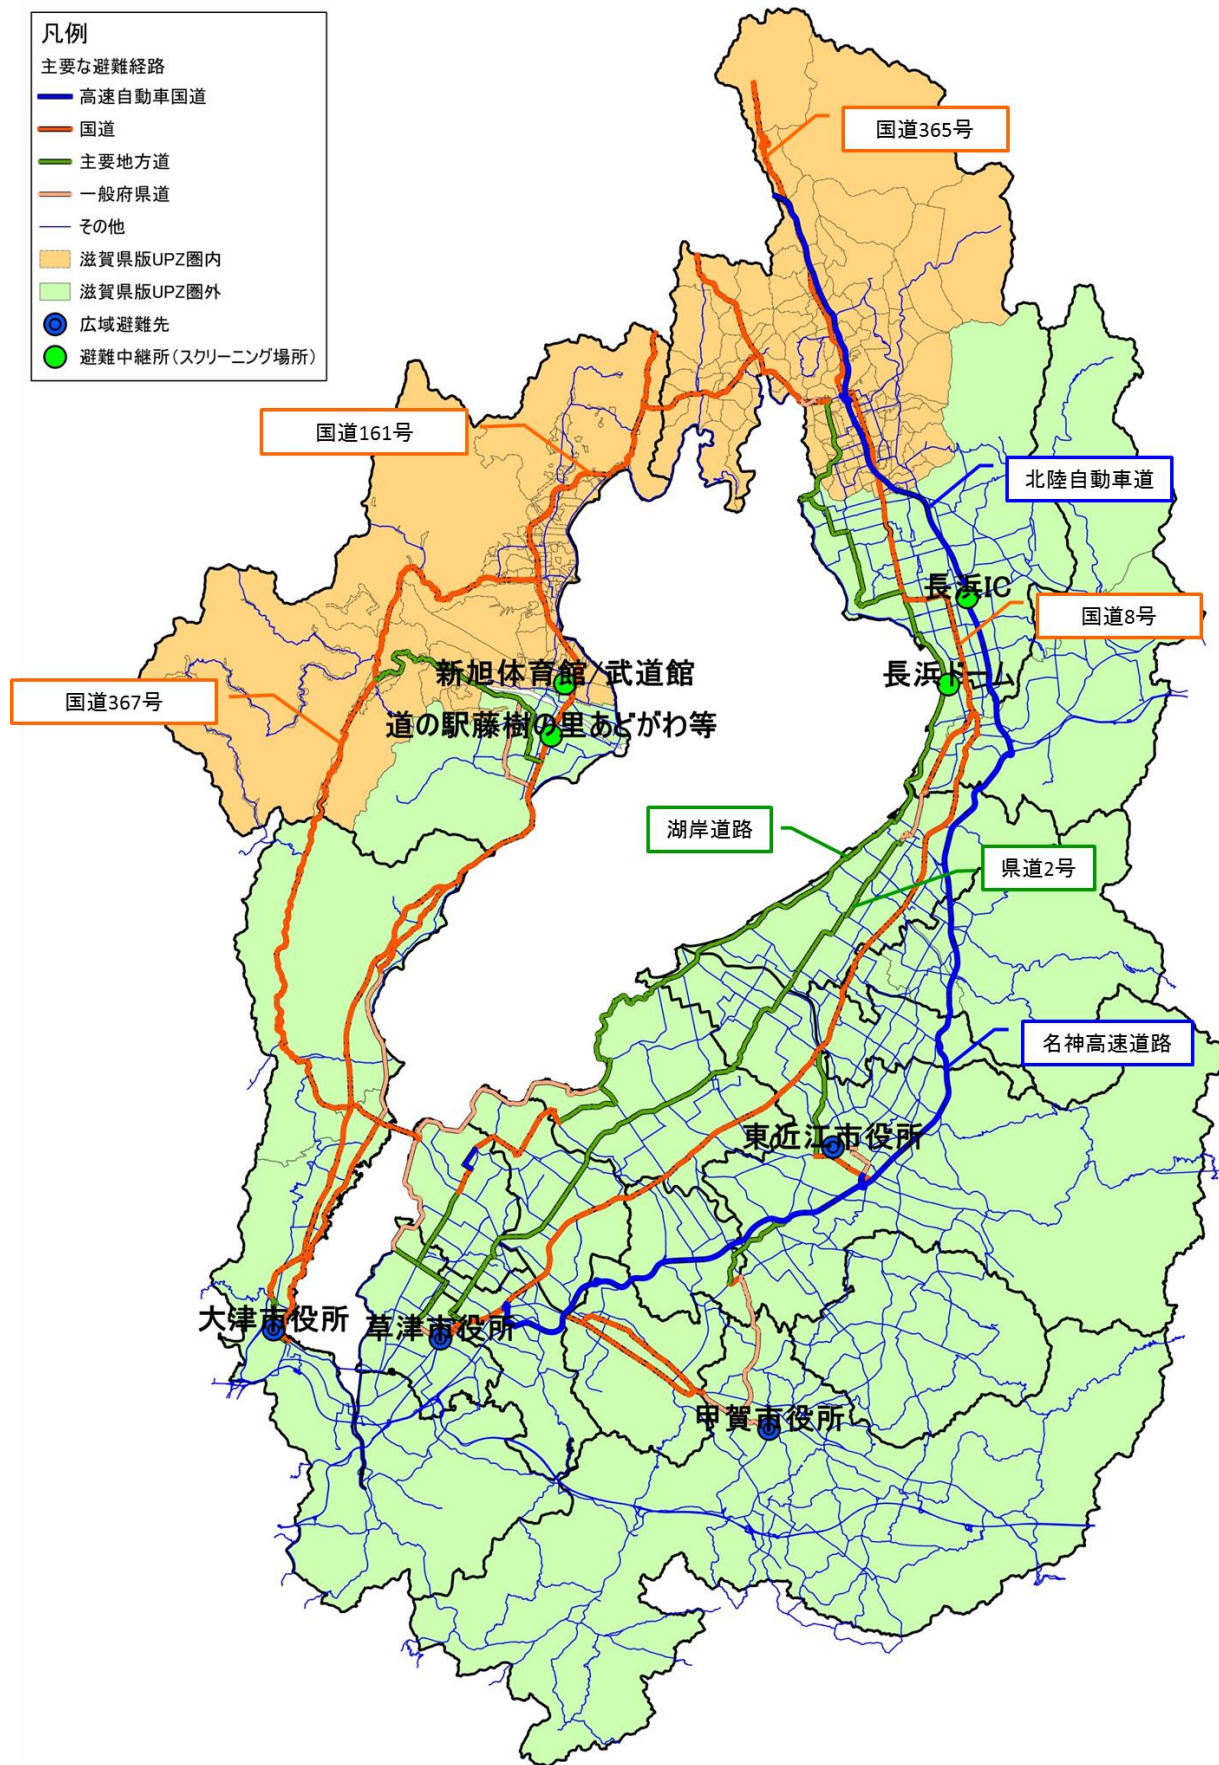 凡例
主要な避難経路
高速自動車国道
国道
主要地方道
一般府県道
その他
滋賀県版UPZ圏内
滋賀県版UPZ圏外
広域避難先
避難中継所(スクリーニング場所)
国道365号
国道161号
北陸自動車道
長浜IC
国道8号
新旭体育館/武道館
長浜ドーム
国道367号
道の駅藤樹の里あどがわ等
湖岸道路
県道2号
名神高速道路
東近江市役所
大津市役所
草津市役所
甲賀市役所